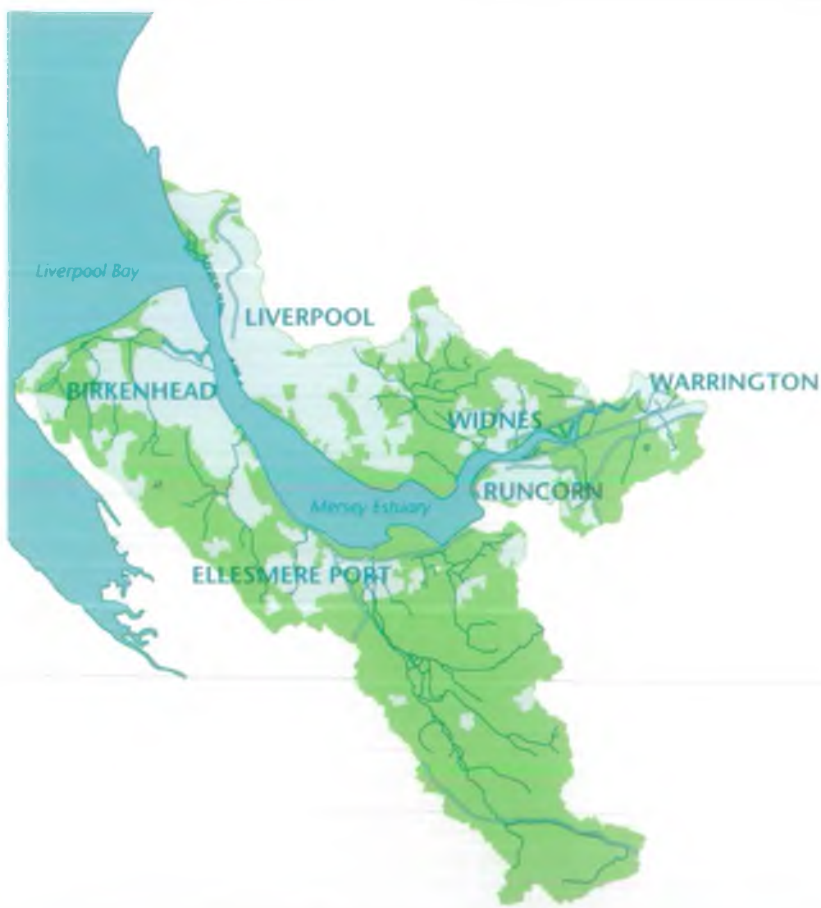 Liverpool Bay
LIVERPOOL
BIRKENHEAD
WARRINGTON
WIDNES
RUNCORN
Mersey Estuary
ELLESMERE PORT